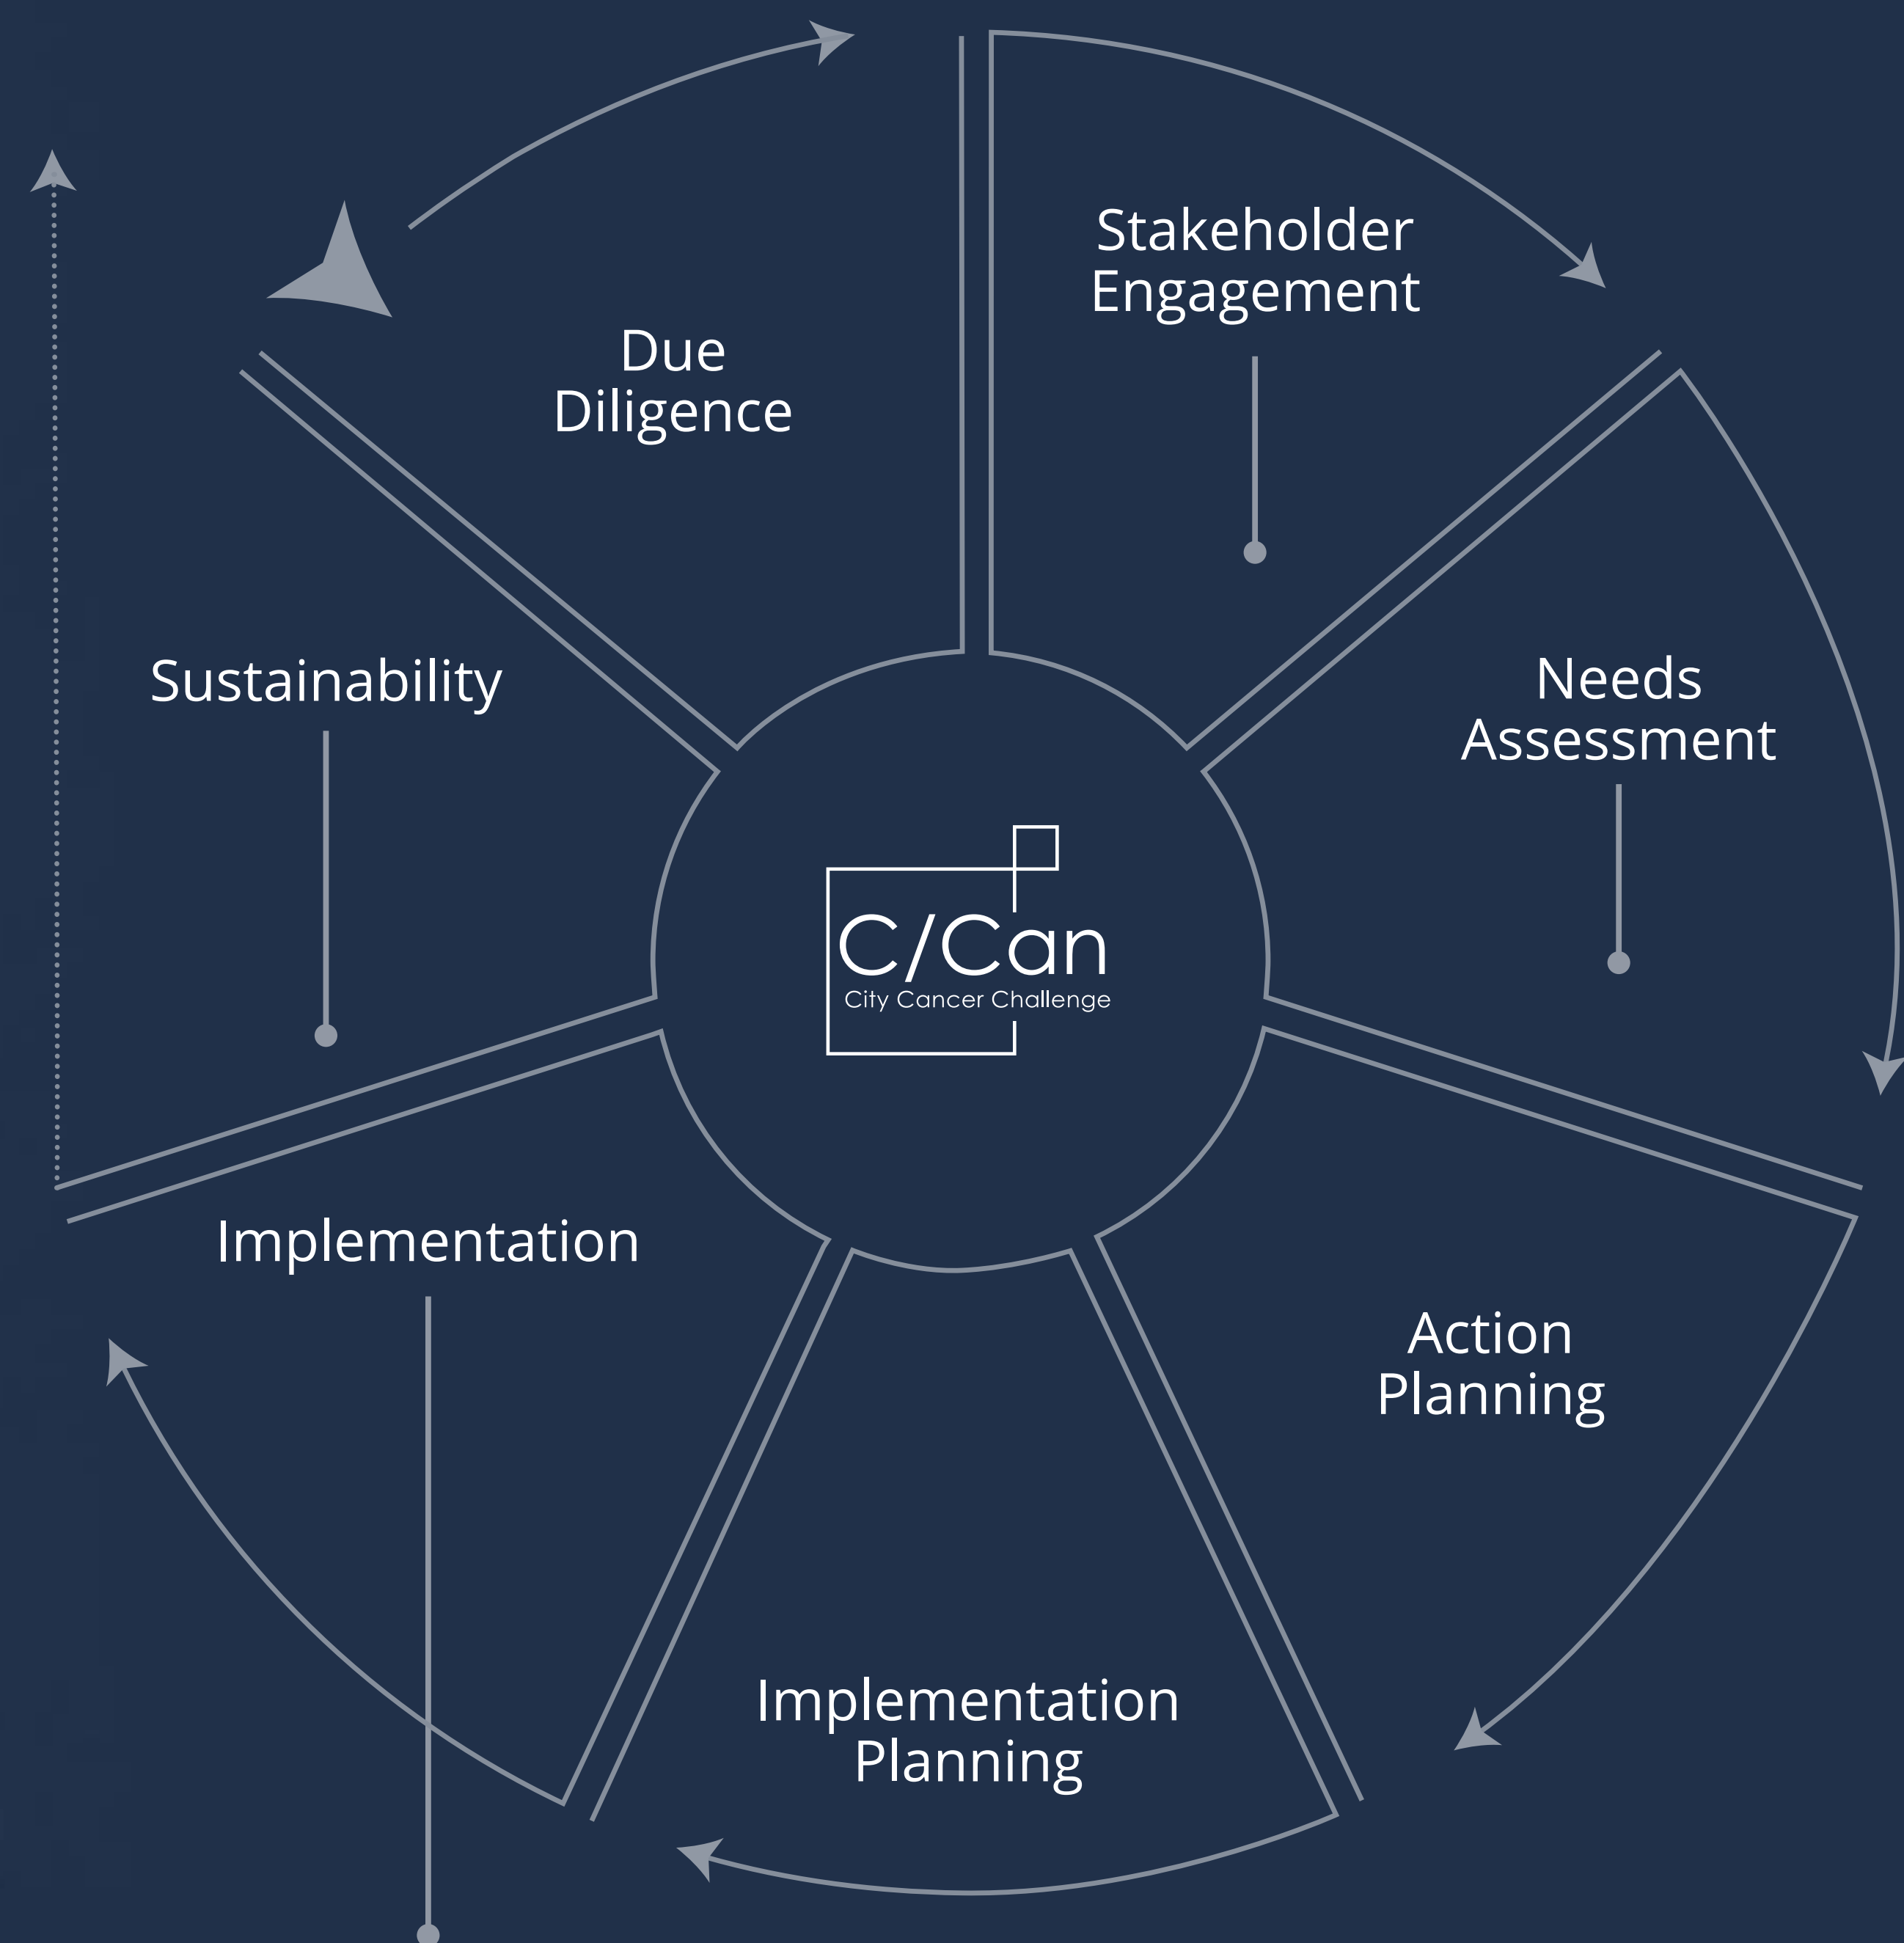 Due
Diligence
Stakeholder
Engagement
Needs
Assessment
Action
Planning
Implementation
Planning
Implementation
Sustainability
C/Can
City Cancer Challenge